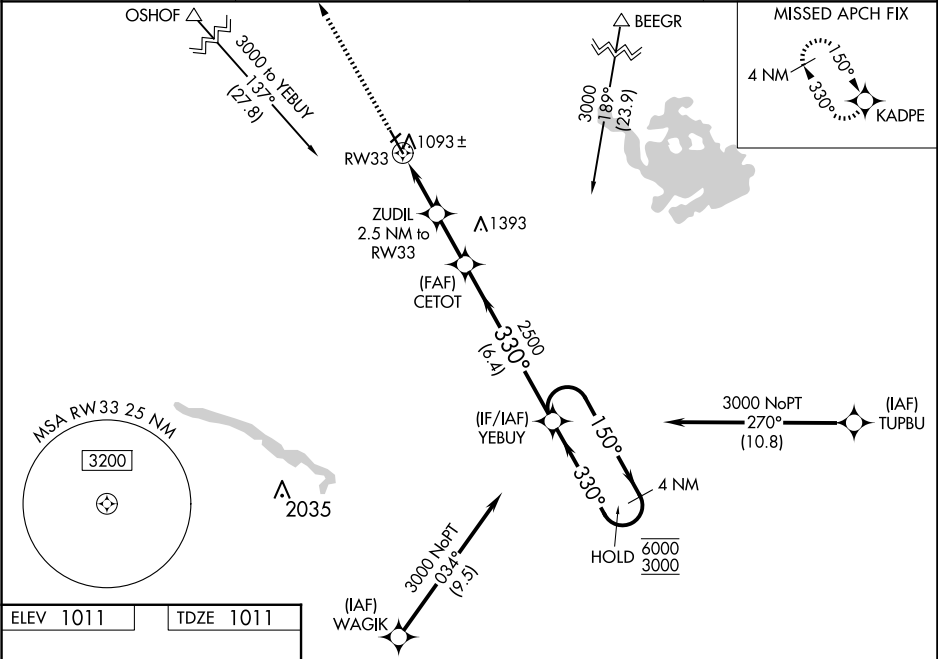 OSHOF
3000 to YEBUY
137°
(27.8)
BEEGR
3000
189°
(23.9)
MISSED APCH FIX
4 NM
150°
330°
KADPE
1093 ±
RW33
ZUDIL
2.5 NM to
RW33
1393
(FAF)
CETOT
2500
330°
(6.4)
(IF/IAF)
YEBUY
150°
330°
4 NM
HOLD
6000
3000
3000 NoPT
270°
(10.8)
(IAF)
TUPBU
MSA RW33 25 NM
3200
2035
3000 NoPT
034°
(9.5)
(IAF)
WAGIK
ELEV 1011
TDZE 1011